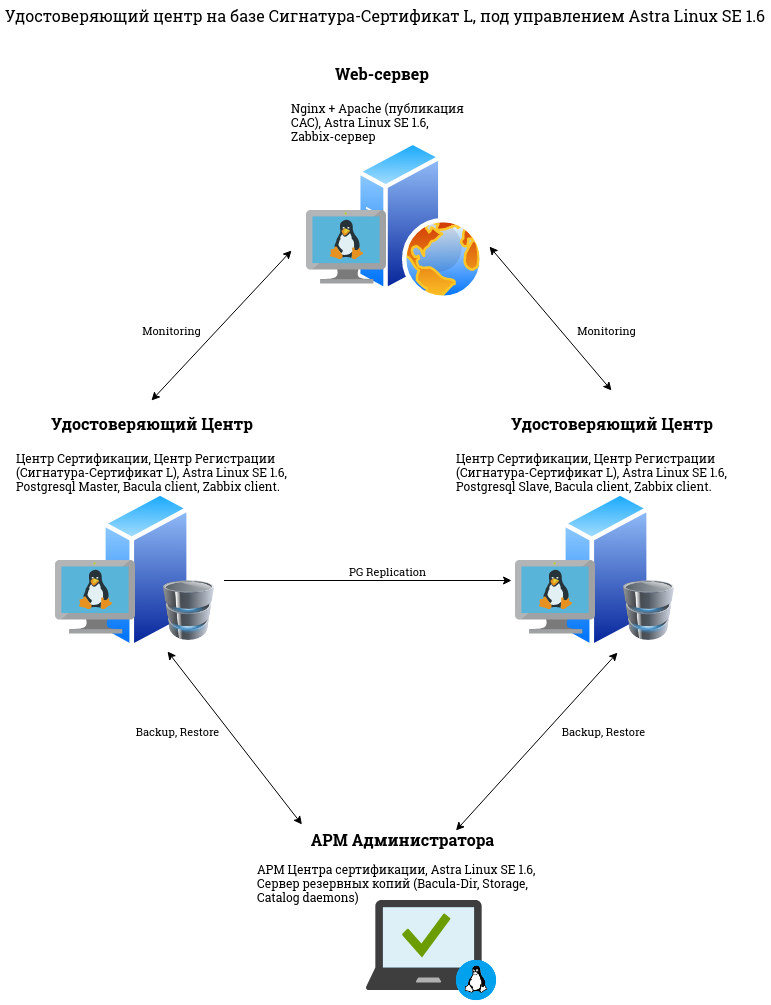 Удостоверяющий центр на базе Сигнатура-Сертификат L, под управлением Astra Linux SE 1.6
Web-сервер
Nginx + Apache (публикация
САС), Astra Linux SE 1.6,
Zabbix-сервер
Monitoring
Monitoring
Удостоверяющий Центр
Центр Сертификации, Центр Регистрации
(Сигнатура-Сертификат L), Astra Linux SE 1.6,
Postgresql Master, Bacula client, Zabbix client.
Удостоверяющий Центр
Центр Сертификации, Центр Регистрации
(Сигнатура-Сертификат L), Astra Linux SE 1.6,
Postgresql Slave, Bacula client, Zabbix client.
PG Replication
Backup, Restore
Backup, Restore
АРМ Администратора
АРМ Центра сертификации, Astra Linux SE 1.6,
Сервер резервных копий (Bacula-Dir, Storage,
Catalog daemons)